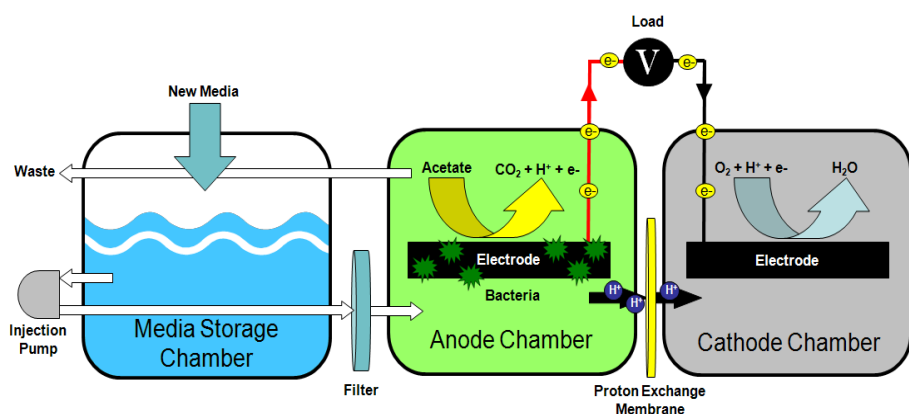 Load
V
e-
e-
New Media
e-
e-
Waste
Acetate
CO₂ + H⁺ + e-
O₂ + H⁺ + e-
H₂O
e-
e-
Electrode
Electrode
Bacteria
H⁺
H⁺
H⁺
Injection
Pump
Media Storage
Chamber
Anode Chamber
Cathode Chamber
Filter
Proton Exchange
Membrane